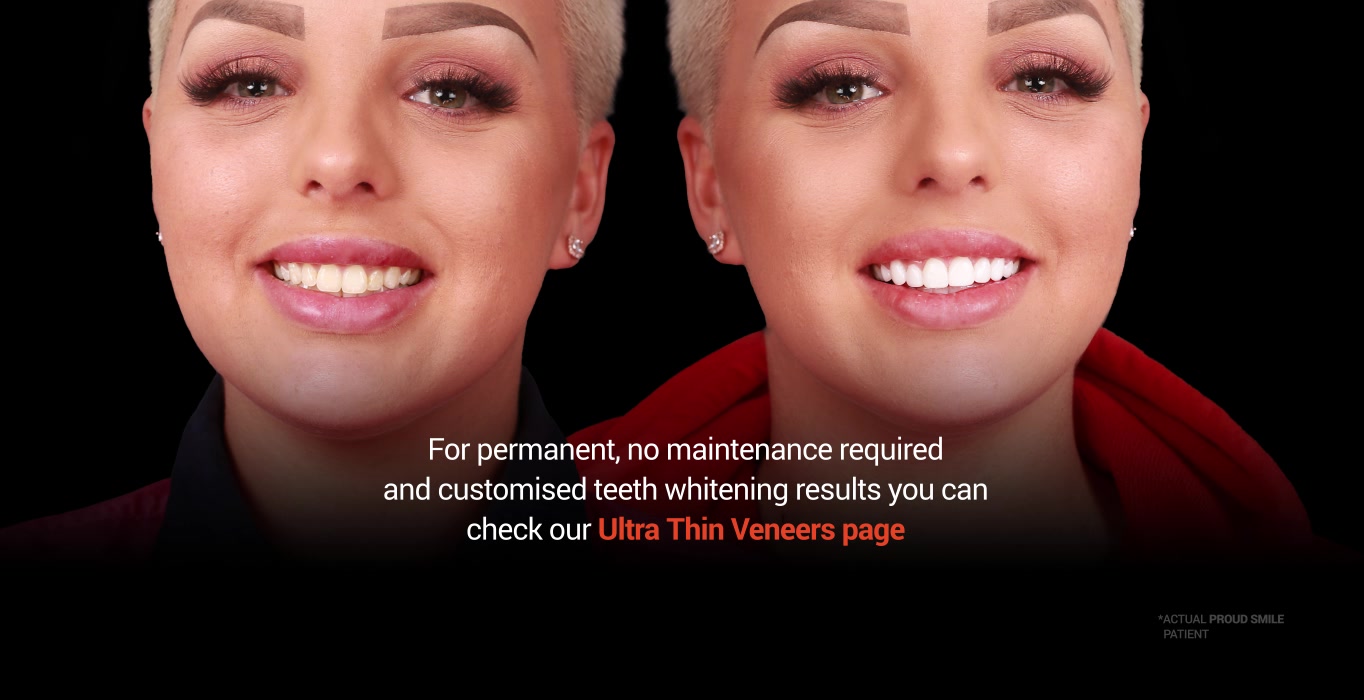 For permanent, no maintenance required
and customised teeth whitening results you can
check our Ultra Thin Veneers page
*ACTUAL PROUD SMILE
PATIENT